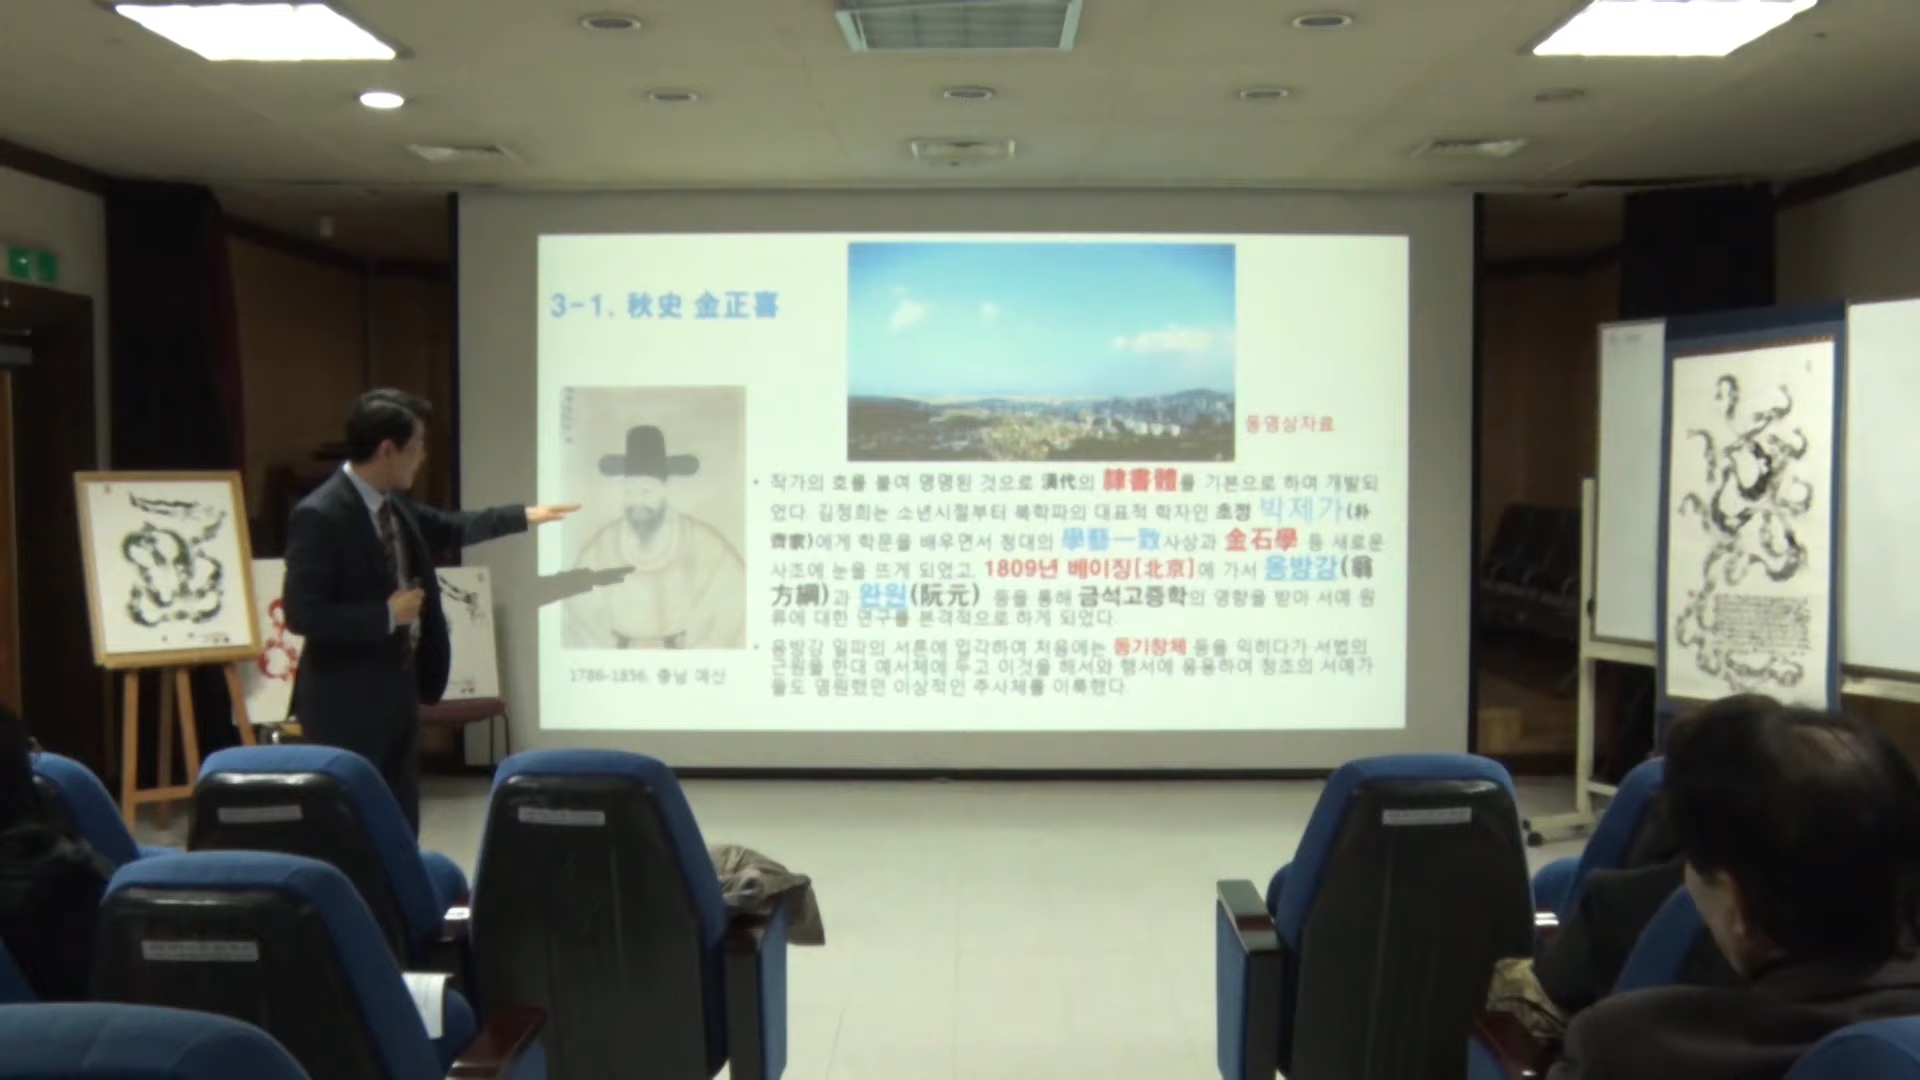 3-1. 秋史 金正喜
동영상자료
1786-1856, 충남 예산
• 작가의 호를 붙여 명명된 것으로 漢代의 隸書體를 기본으로 하여 개발되
었다. 김정희는 소년시절부터 북학파의 대표적 학자인 초정 박제가(朴
齊家)에게 학문을 배우면서 청대의 學藝一致사상과 金石學 등 새로운
사조에 눈을 뜨게 되었고, 1809년 베이징[北京]에 가서 옹방강(翁
方綱)과 완원(阮元) 등을 통해 금석고증학의 영향을 받아 서예 원
류에 대한 연구를 본격적으로 하게 되었다.
• 옹방강 일파의 서론에 입각하여 처음에는 동기창체 등을 익히다가 서법의
근원을 한대 예서체에 두고 이것을 해서와 행서에 응용하여 청조의 서예가
들도 염원했던 이상적인 추사체를 이룩했다.